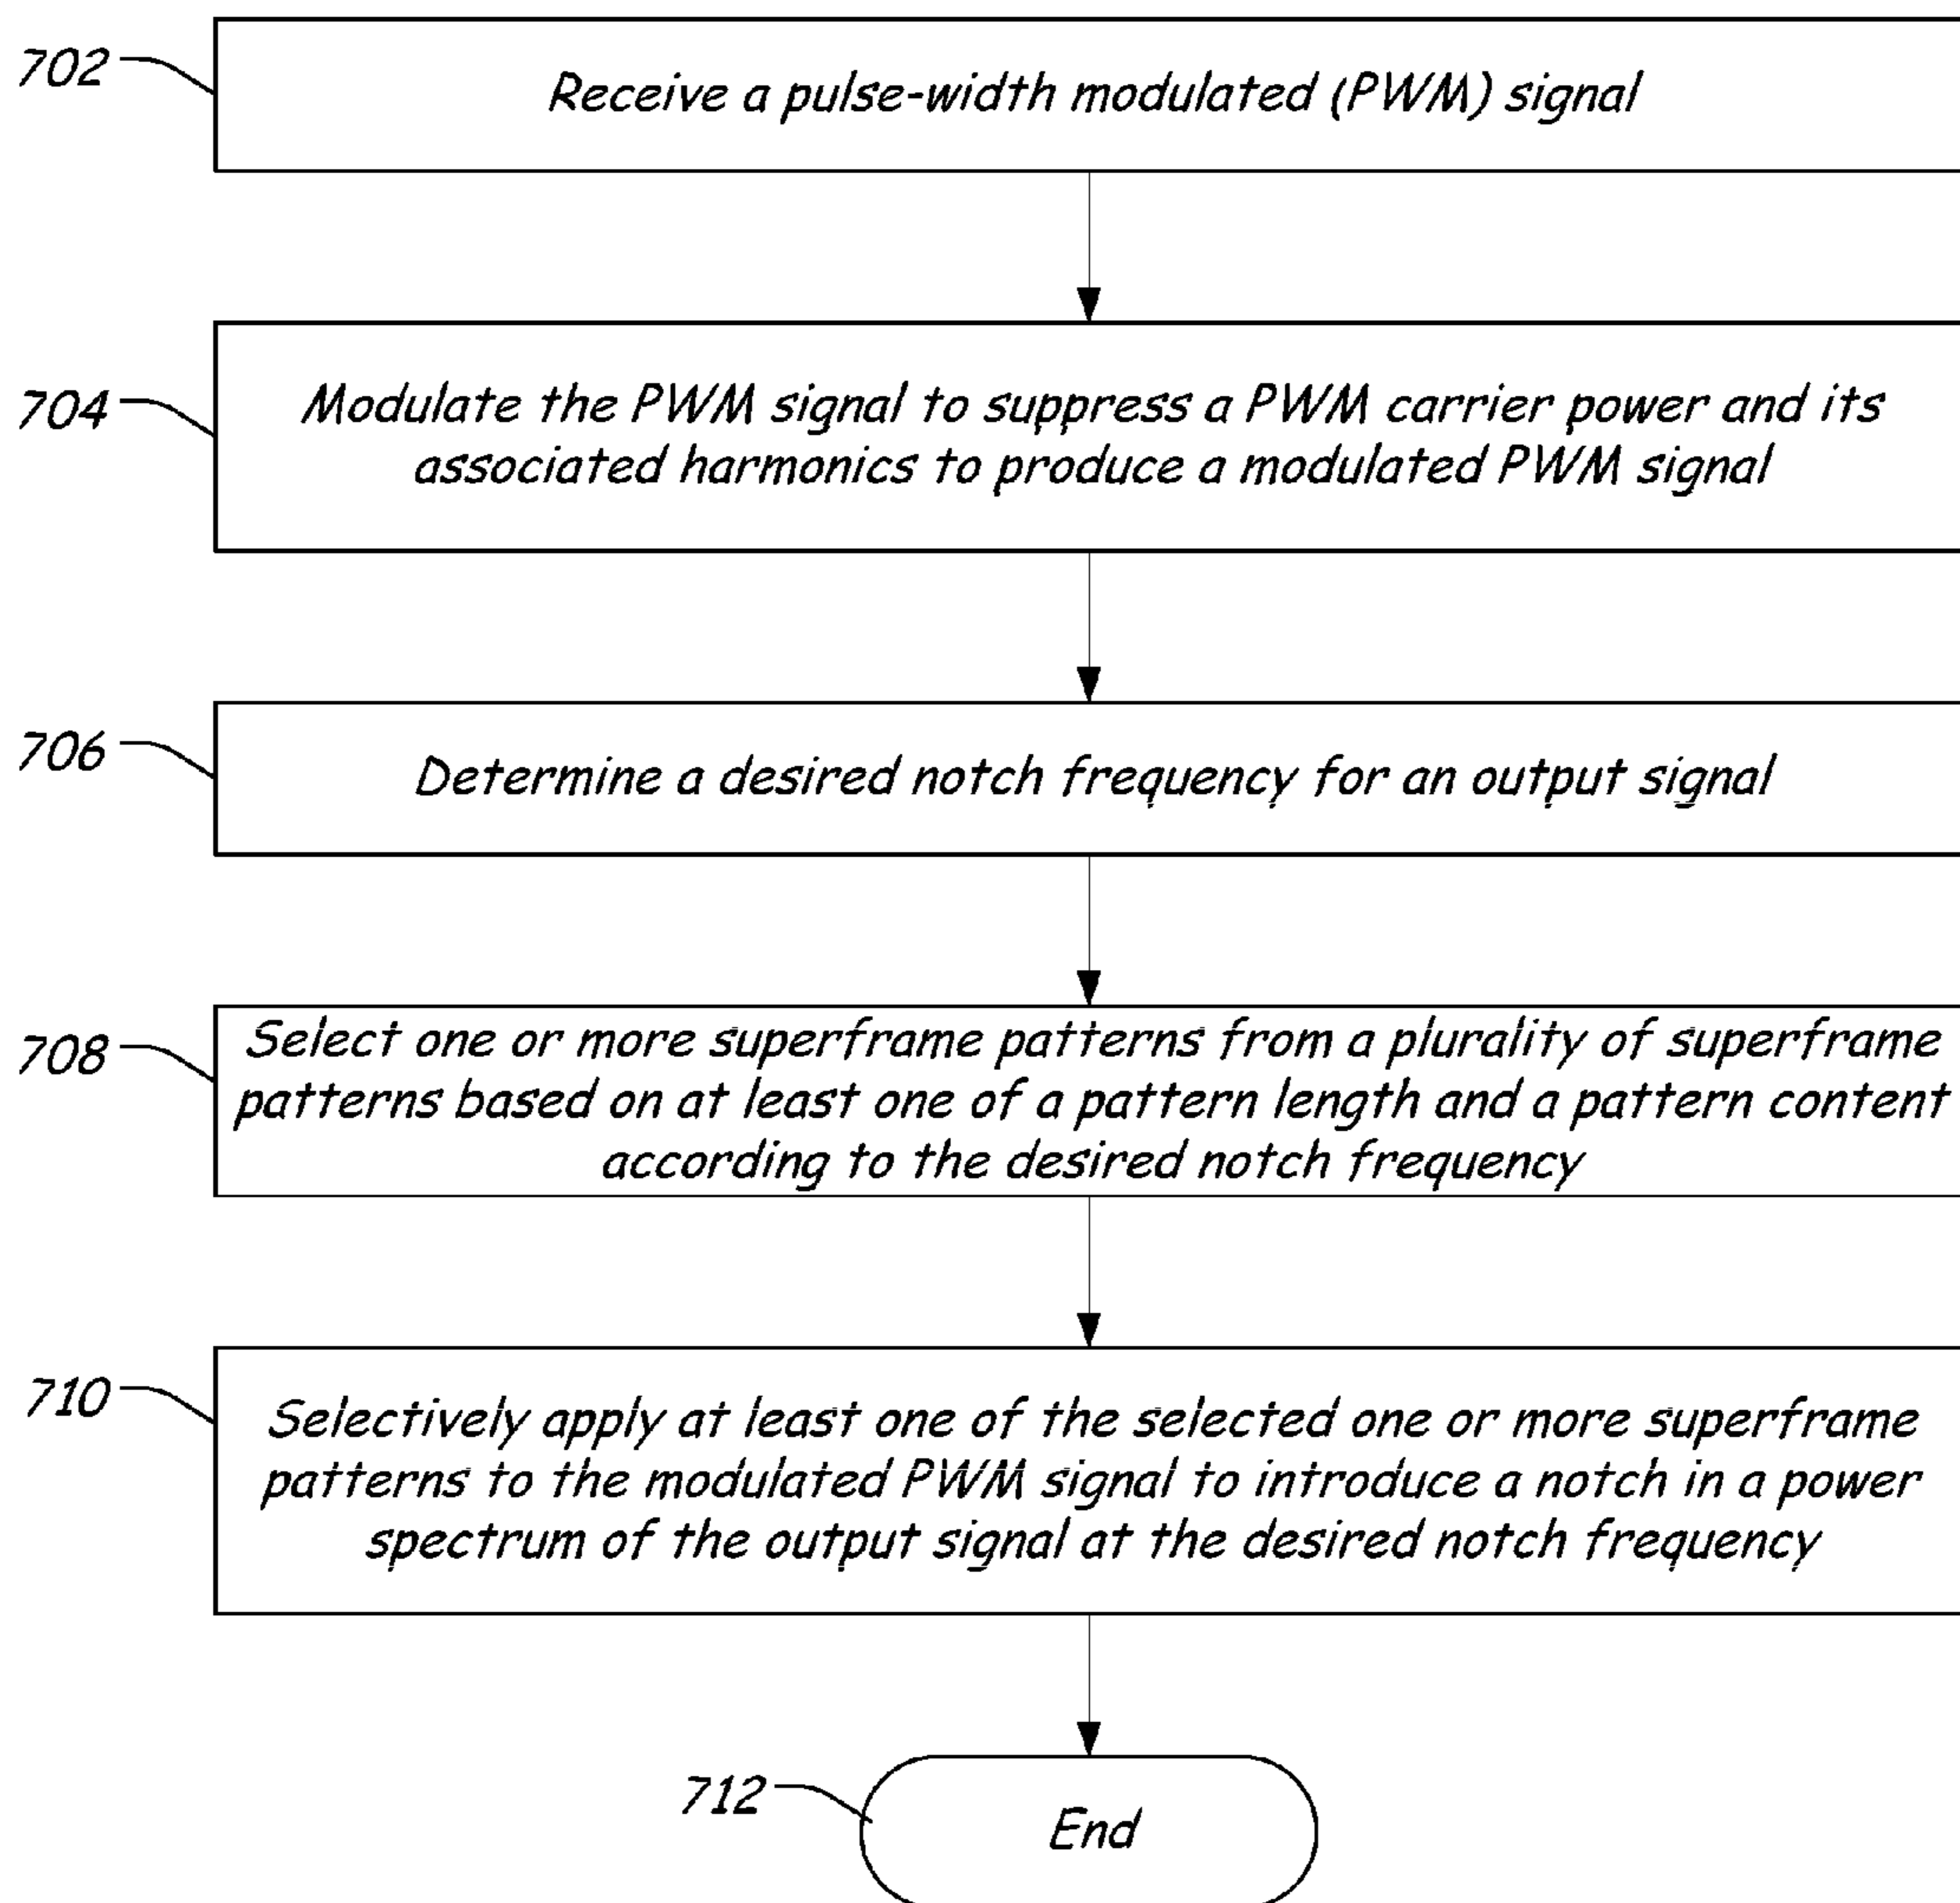 702
Receive a pulse-width modulated (PWM) signal
704
Modulate the PWM signal to suppress a PWM carrier power and its
associated harmonics to produce a modulated PWM signal
706
Determine a desired notch frequency for an output signal
708
Select one or more superframe patterns from a plurality of superframe
patterns based on at least one of a pattern length and a pattern content
according to the desired notch frequency
710
Selectively apply at least one of the selected one or more superframe
patterns to the modulated PWM signal to introduce a notch in a power
spectrum of the output signal at the desired notch frequency
712
End